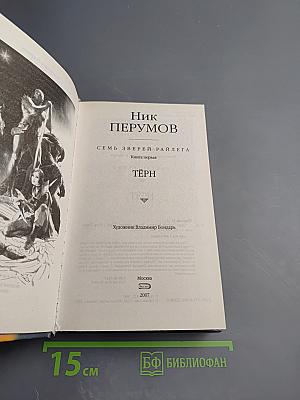 Ник
ПЕРУМОВ
СЕМЬ ЗВЕРЕЙ РАЙЛЕГА
Книга первая
ТЁРН
Художник Владимир Бондарь
Москва
2007
15 см
БФ БИБЛИОФАН